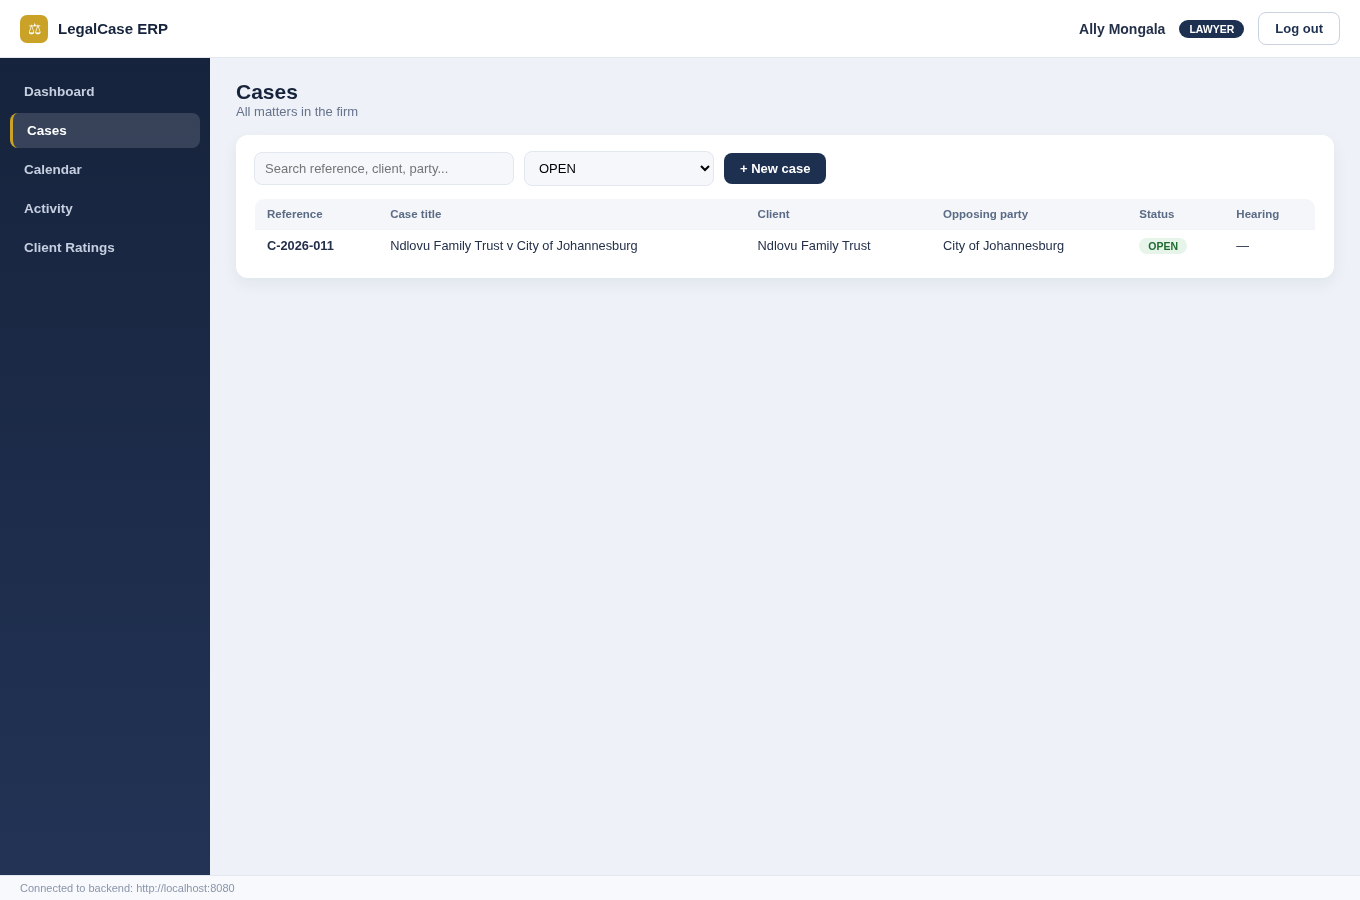 LegalCase ERP
Ally Mongala
LAWYER
Log out
Dashboard
Cases
Calendar
Activity
Client Ratings
Cases
All matters in the firm
Search reference, client, party...
OPEN
+ New case
Reference Case title Client Opposing party Status Hearing
C-2026-011 Ndlovu Family Trust v City of Johannesburg Ndlovu Family Trust City of Johannesburg OPEN —
Connected to backend: http://localhost:8080